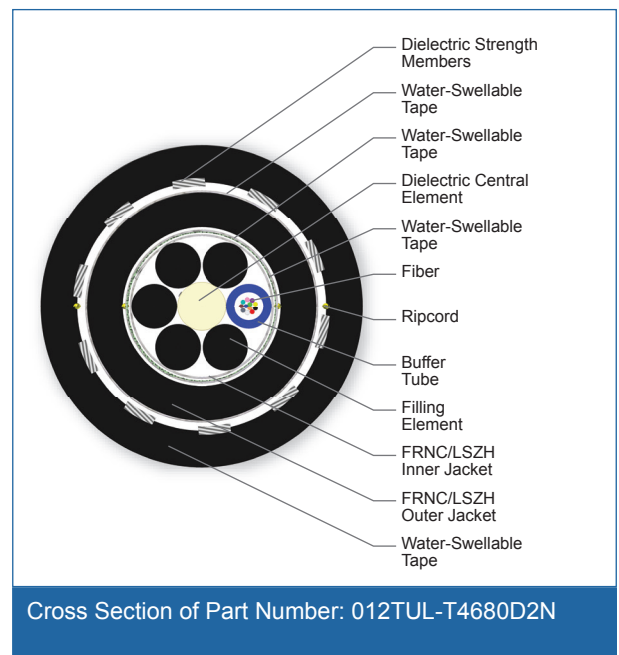 Dielectric Strength
Members
Water-Swellable
Tape
Water-Swellable
Tape
Dielectric Central
Element
Water-Swellable
Tape
Fiber
Ripcord
Buffer
Tube
Filling
Element
FRNC/LSZH
Inner Jacket
FRNC/LSZH
Outer Jacket
Water-Swellable
Tape
Cross Section of Part Number: 012TUL-T4680D2N